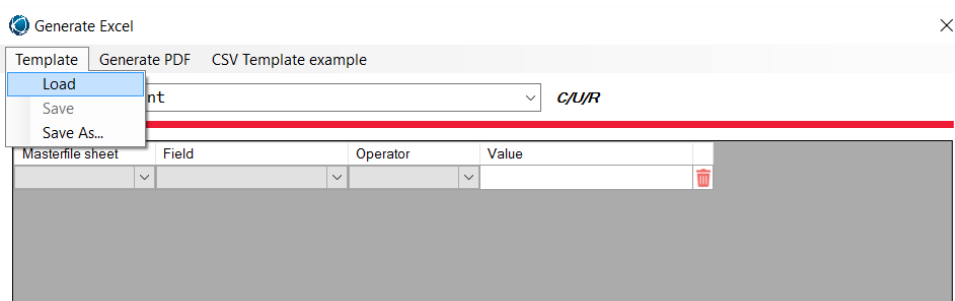 Generate Excel
Template Generate PDF CSV Template example
Load
nt C/U/R
Save
Save As...
Masterfile sheet Field Operator Value